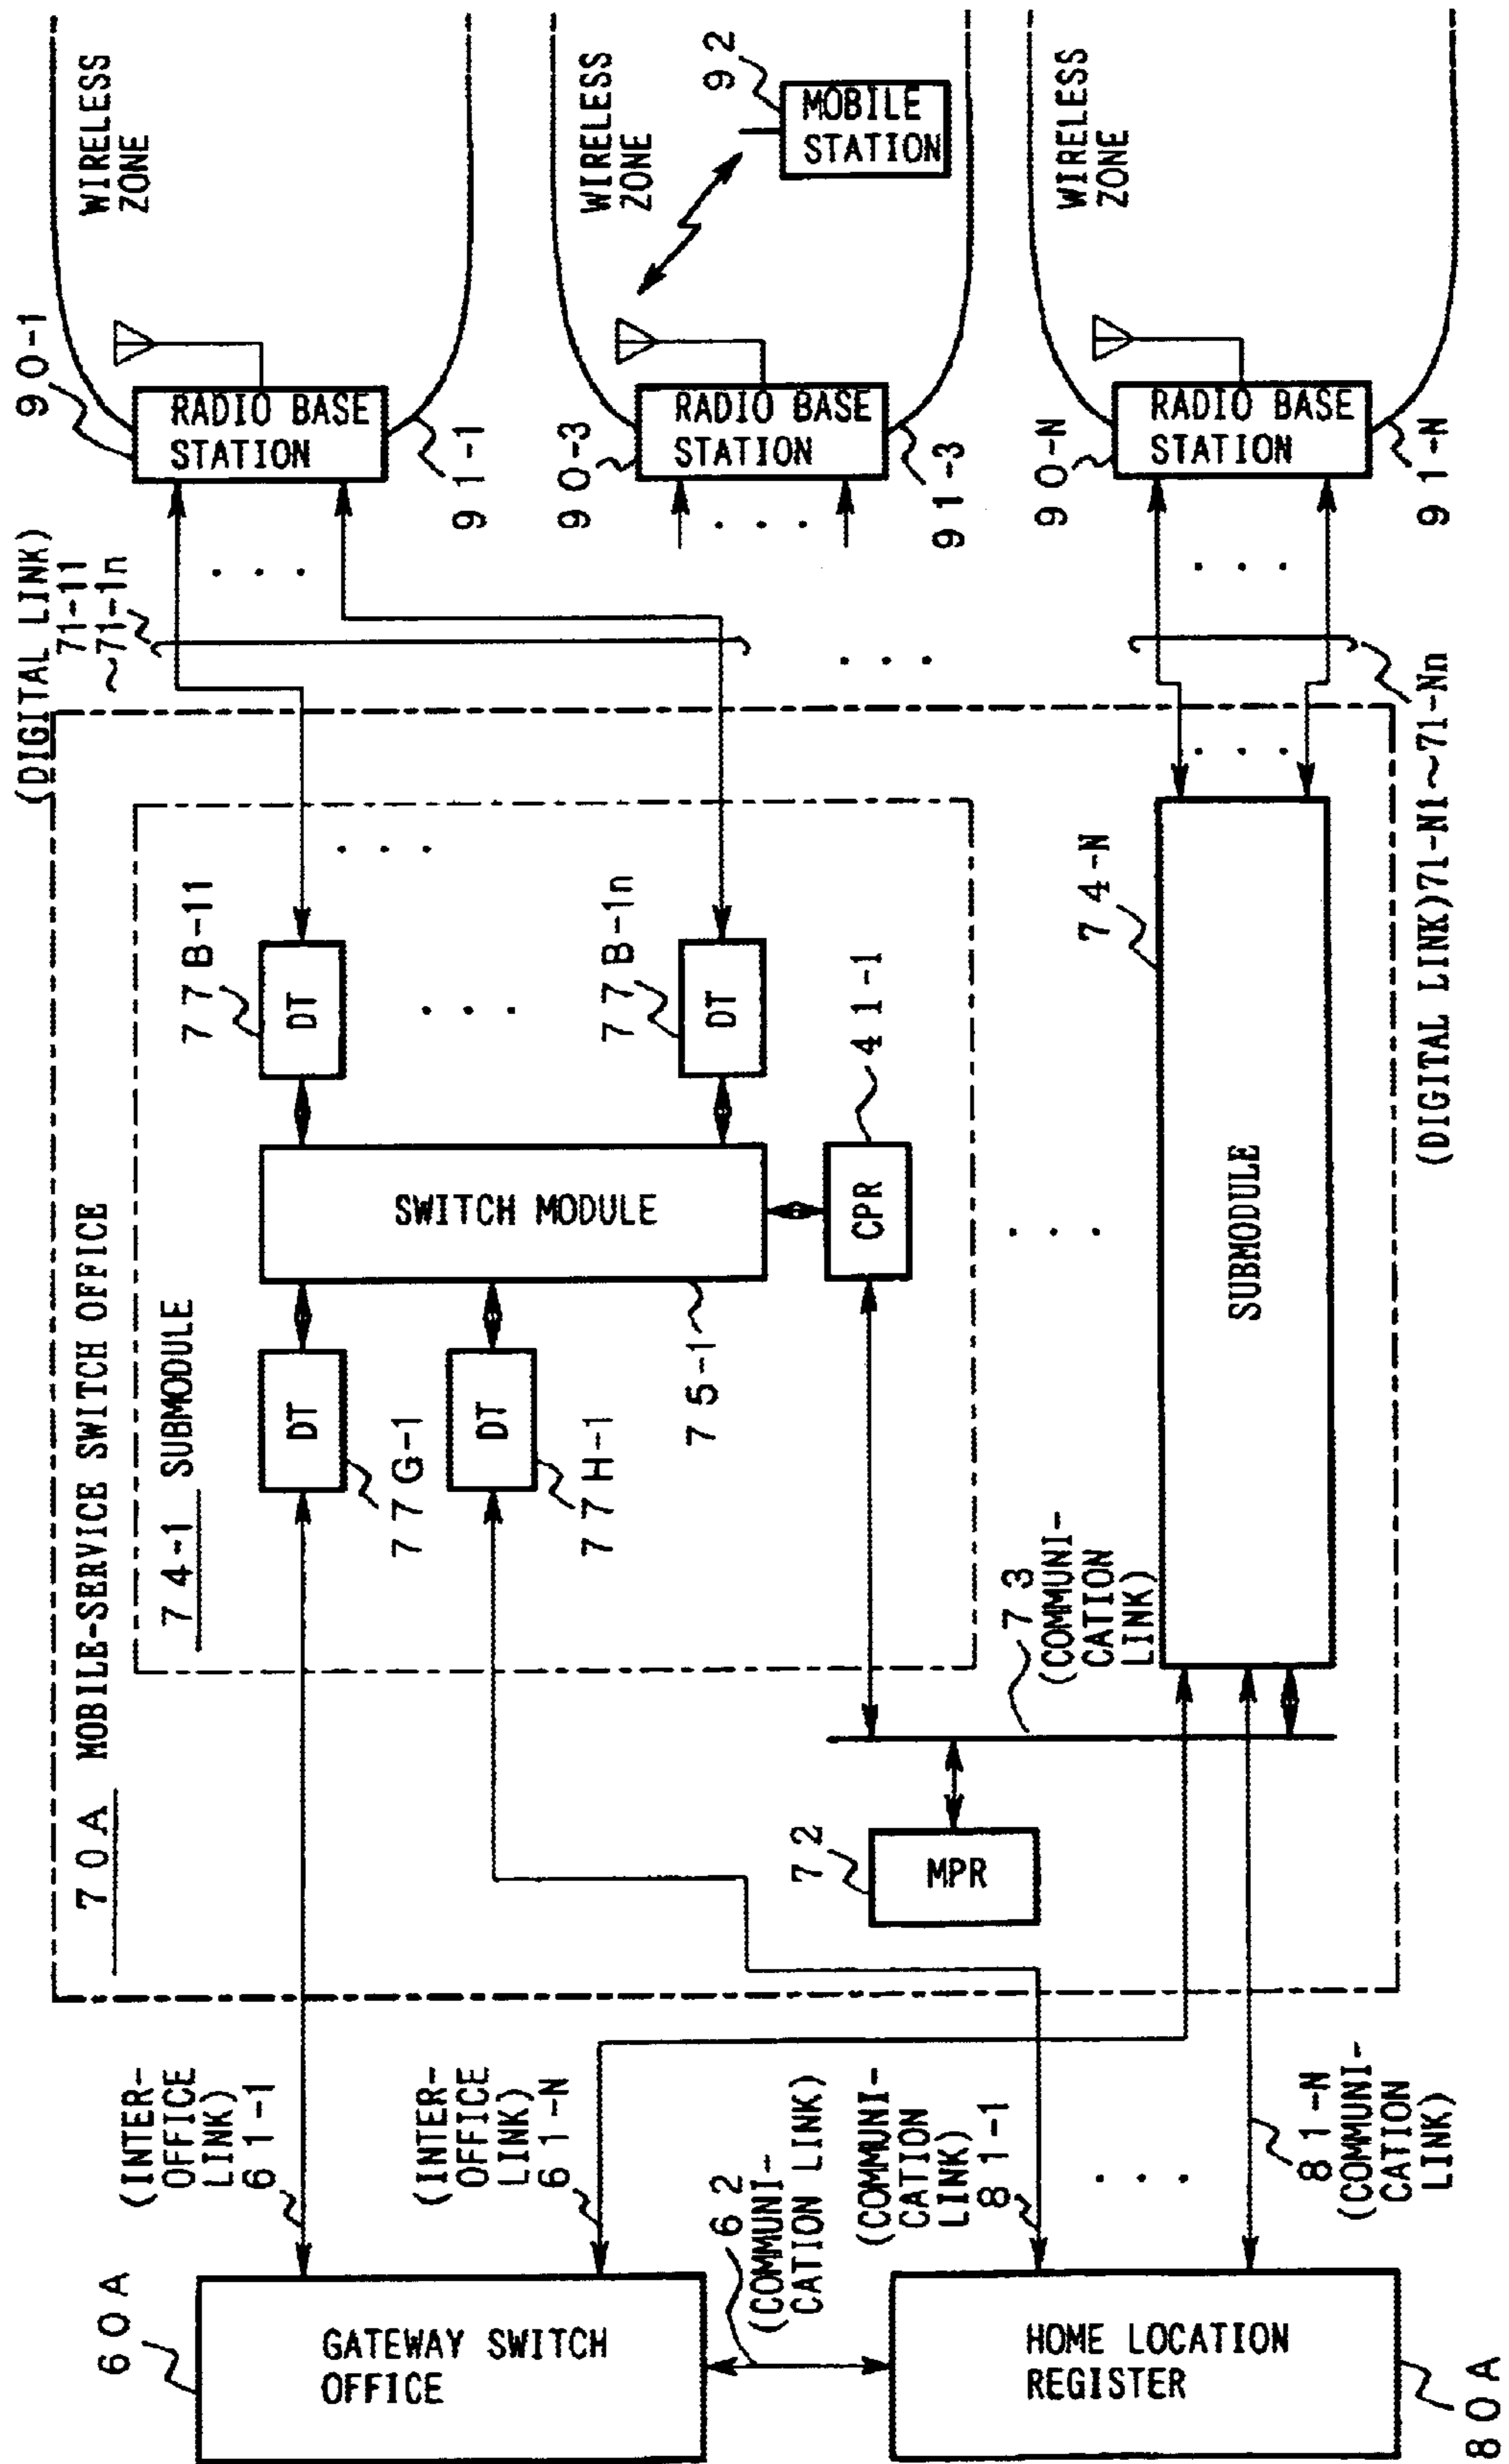 60A
GATEWAY SWITCH
OFFICE
(INTER-
OFFICE
LINK)
61-1
(INTER-
OFFICE
LINK)
61-N
62
(COMMUNI-
CATION LINK)
(COMMUNI-
CATION
LINK)
81-1
HOME LOCATION
REGISTER
80A
81-N
(COMMUNI-
CATION
LINK)
70A MOBILE-SERVICE SWITCH OFFICE
74-1 SUBMODULE
DT
77G-1
DT
77H-1
SWITCH MODULE
75-1
DT
77B-11
DT
77B-1n
CPR
41-1
72
MPR
73
(COMMUNI-
CATION
LINK)
SUBMODULE
74-N
(DIGITAL LINK)
71-11
~71-1n
(DIGITAL LINK)71-N1~71-Nn
90-1
RADIO BASE
STATION
91-1
WIRELESS
ZONE
90-3
RADIO BASE
STATION
91-3
WIRELESS
ZONE
92
MOBILE
STATION
90-N
RADIO BASE
STATION
91-N
WIRELESS
ZONE